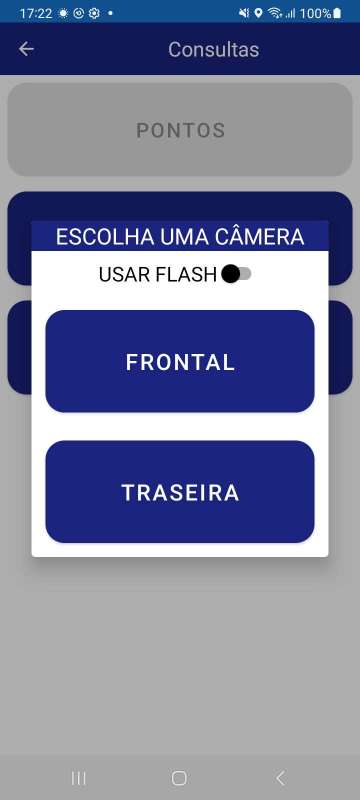 17:22 100%
Consultas
PONTOS
ESCOLHA UMA CÂMERA
USAR FLASH
FRONTAL
TRASEIRA